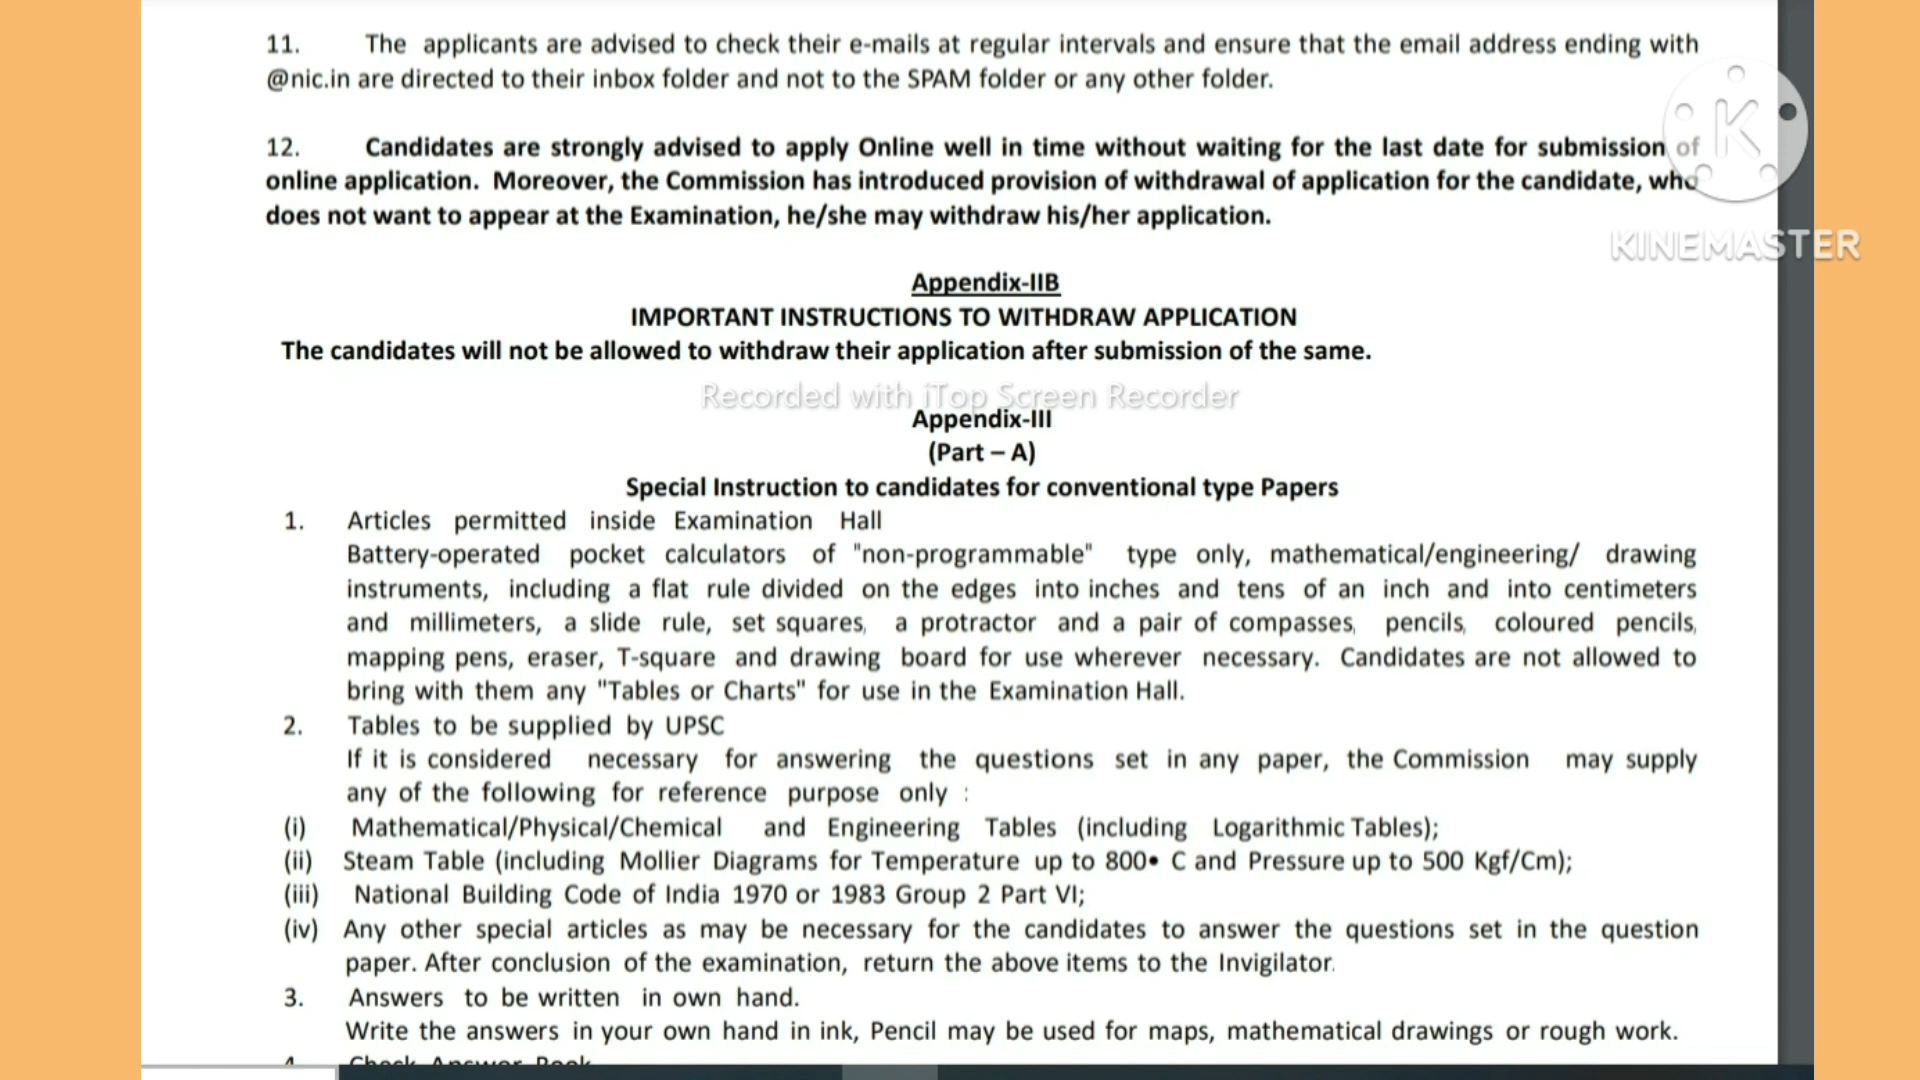 11. The applicants are advised to check their e-mails at regular intervals and ensure that the email address ending with
@nic.in are directed to their inbox folder and not to the SPAM folder or any other folder.
12. Candidates are strongly advised to apply Online well in time without waiting for the last date for submission of
online application. Moreover, the Commission has introduced provision of withdrawal of application for the candidate, who
does not want to appear at the Examination, he/she may withdraw his/her application.
K
KINEMASTER
Appendix-IIB
IMPORTANT INSTRUCTIONS TO WITHDRAW APPLICATION
The candidates will not be allowed to withdraw their application after submission of the same.
Recorded with iTop Screen Recorder
Appendix-III
(Part – A)
Special Instruction to candidates for conventional type Papers
1. Articles permitted inside Examination Hall
Battery-operated pocket calculators of "non-programmable" type only, mathematical/engineering/ drawing
instruments, including a flat rule divided on the edges into inches and tens of an inch and into centimeters
and millimeters, a slide rule, set squares, a protractor and a pair of compasses, pencils, coloured pencils,
mapping pens, eraser, T-square and drawing board for use wherever necessary. Candidates are not allowed to
bring with them any "Tables or Charts" for use in the Examination Hall.
2. Tables to be supplied by UPSC
If it is considered necessary for answering the questions set in any paper, the Commission may supply
any of the following for reference purpose only :
(i) Mathematical/Physical/Chemical and Engineering Tables (including Logarithmic Tables);
(ii) Steam Table (including Mollier Diagrams for Temperature up to 800• C and Pressure up to 500 Kgf/Cm);
(iii) National Building Code of India 1970 or 1983 Group 2 Part VI;
(iv) Any other special articles as may be necessary for the candidates to answer the questions set in the question
paper. After conclusion of the examination, return the above items to the Invigilator.
3. Answers to be written in own hand.
Write the answers in your own hand in ink, Pencil may be used for maps, mathematical drawings or rough work.
4. Check Answer Book